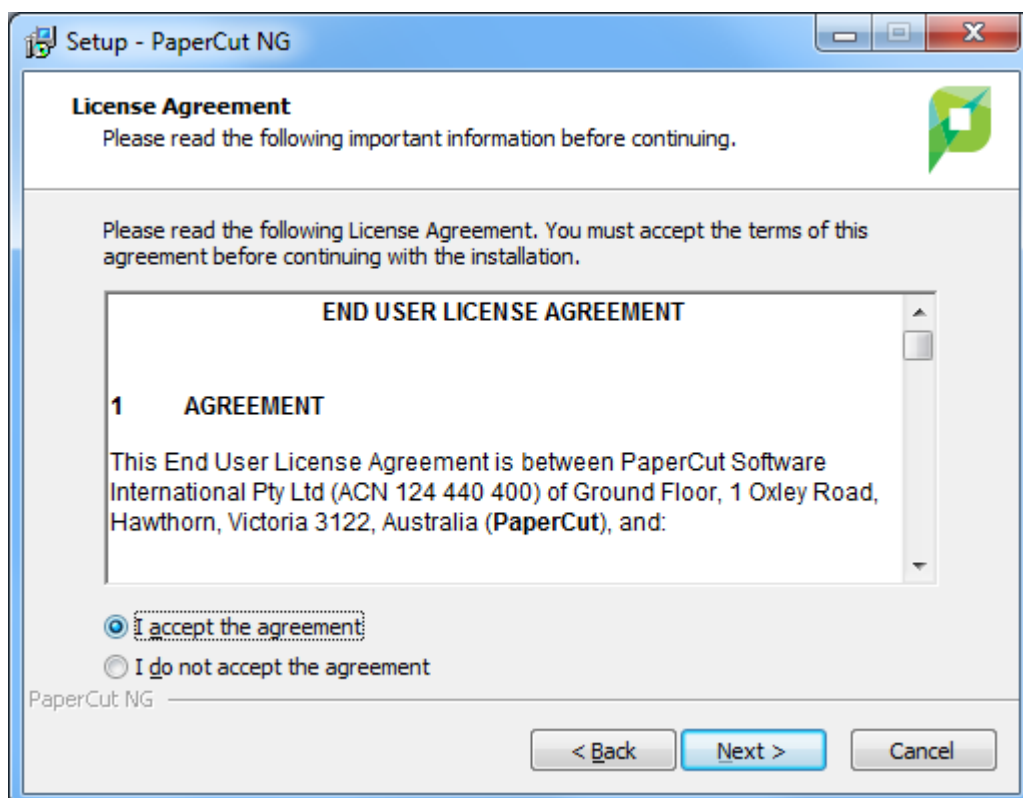 Setup - PaperCut NG
License Agreement
Please read the following important information before continuing.
Please read the following License Agreement. You must accept the terms of this
agreement before continuing with the installation.
END USER LICENSE AGREEMENT
1 AGREEMENT
This End User License Agreement is between PaperCut Software
International Pty Ltd (ACN 124 440 400) of Ground Floor, 1 Oxley Road,
Hawthorn, Victoria 3122, Australia (PaperCut), and:
I accept the agreement
I do not accept the agreement
PaperCut NG
< Back Next > Cancel